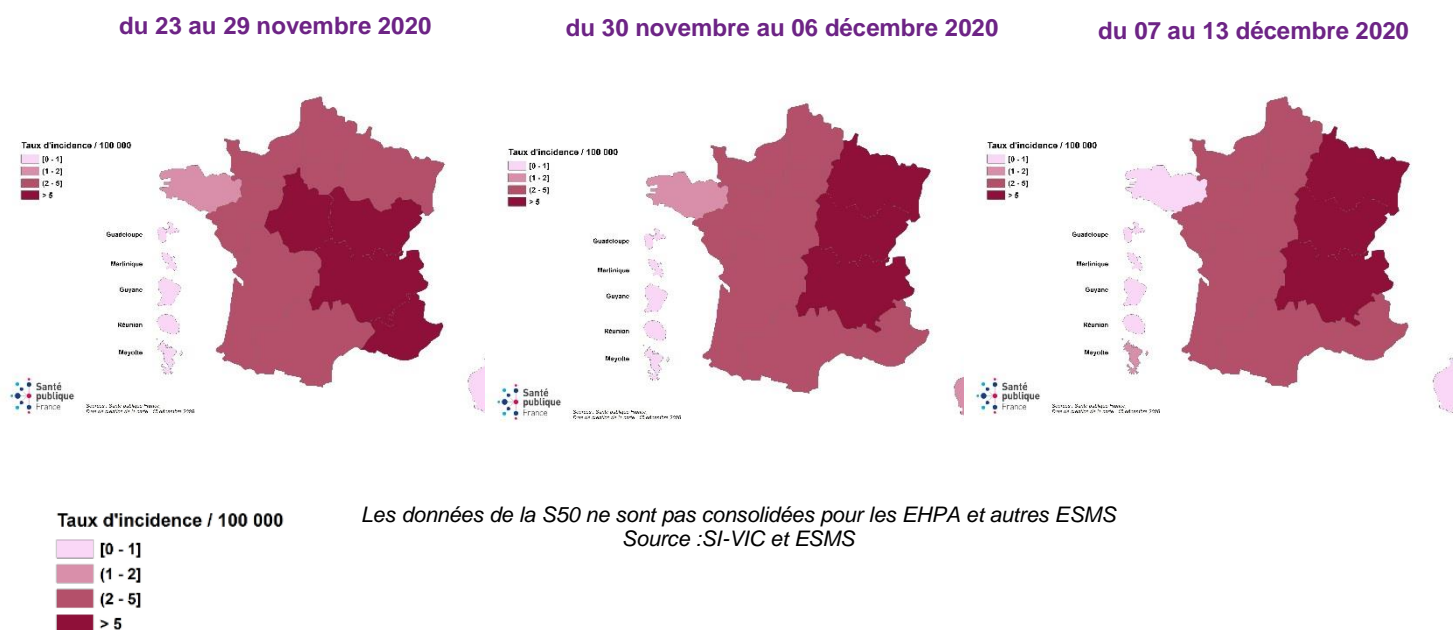 du 23 au 29 novembre 2020
du 30 novembre au 06 décembre 2020
du 07 au 13 décembre 2020
Taux d'incidence / 100 000
[0 - 1]
(1 - 2]
(2 - 5]
> 5
Guadeloupe
Martinique
Guyane
Réunion
Mayotte
Santé
publique
France
Taux d'incidence / 100 000
[0 - 1]
(1 - 2]
(2 - 5]
> 5
Guadeloupe
Martinique
Guyane
Réunion
Mayotte
Santé
publique
France
Taux d'incidence / 100 000
[0 - 1]
(1 - 2]
(2 - 5]
> 5
Guadeloupe
Martinique
Guyane
Réunion
Mayotte
Santé
publique
France
Taux d'incidence / 100 000
[0 - 1]
(1 - 2]
(2 - 5]
> 5
Les données de la S50 ne sont pas consolidées pour les EHPA et autres ESMS
Source :SI-VIC et ESMS